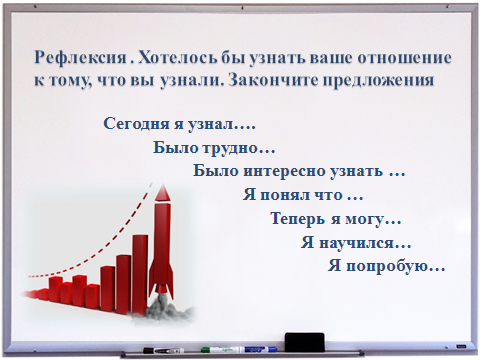 Рефлексия . Хотелось бы узнать ваше отношение
к тому, что вы узнали. Закончите предложения
Сегодня я узнал….
Было трудно…
Было интересно узнать …
Я понял что …
Теперь я могу…
Я научился…
Я попробую…